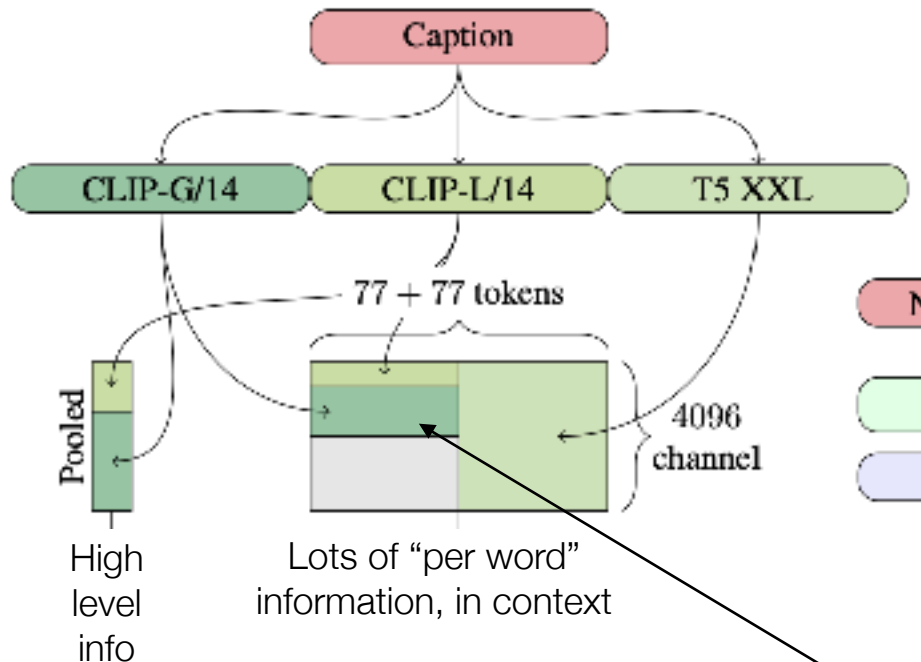 Caption
CLIP-G/14
CLIP-L/14
T5 XXL
77 + 77 tokens
N
Pooled
4096
channel
High
level
info
Lots of “per word”
information, in context